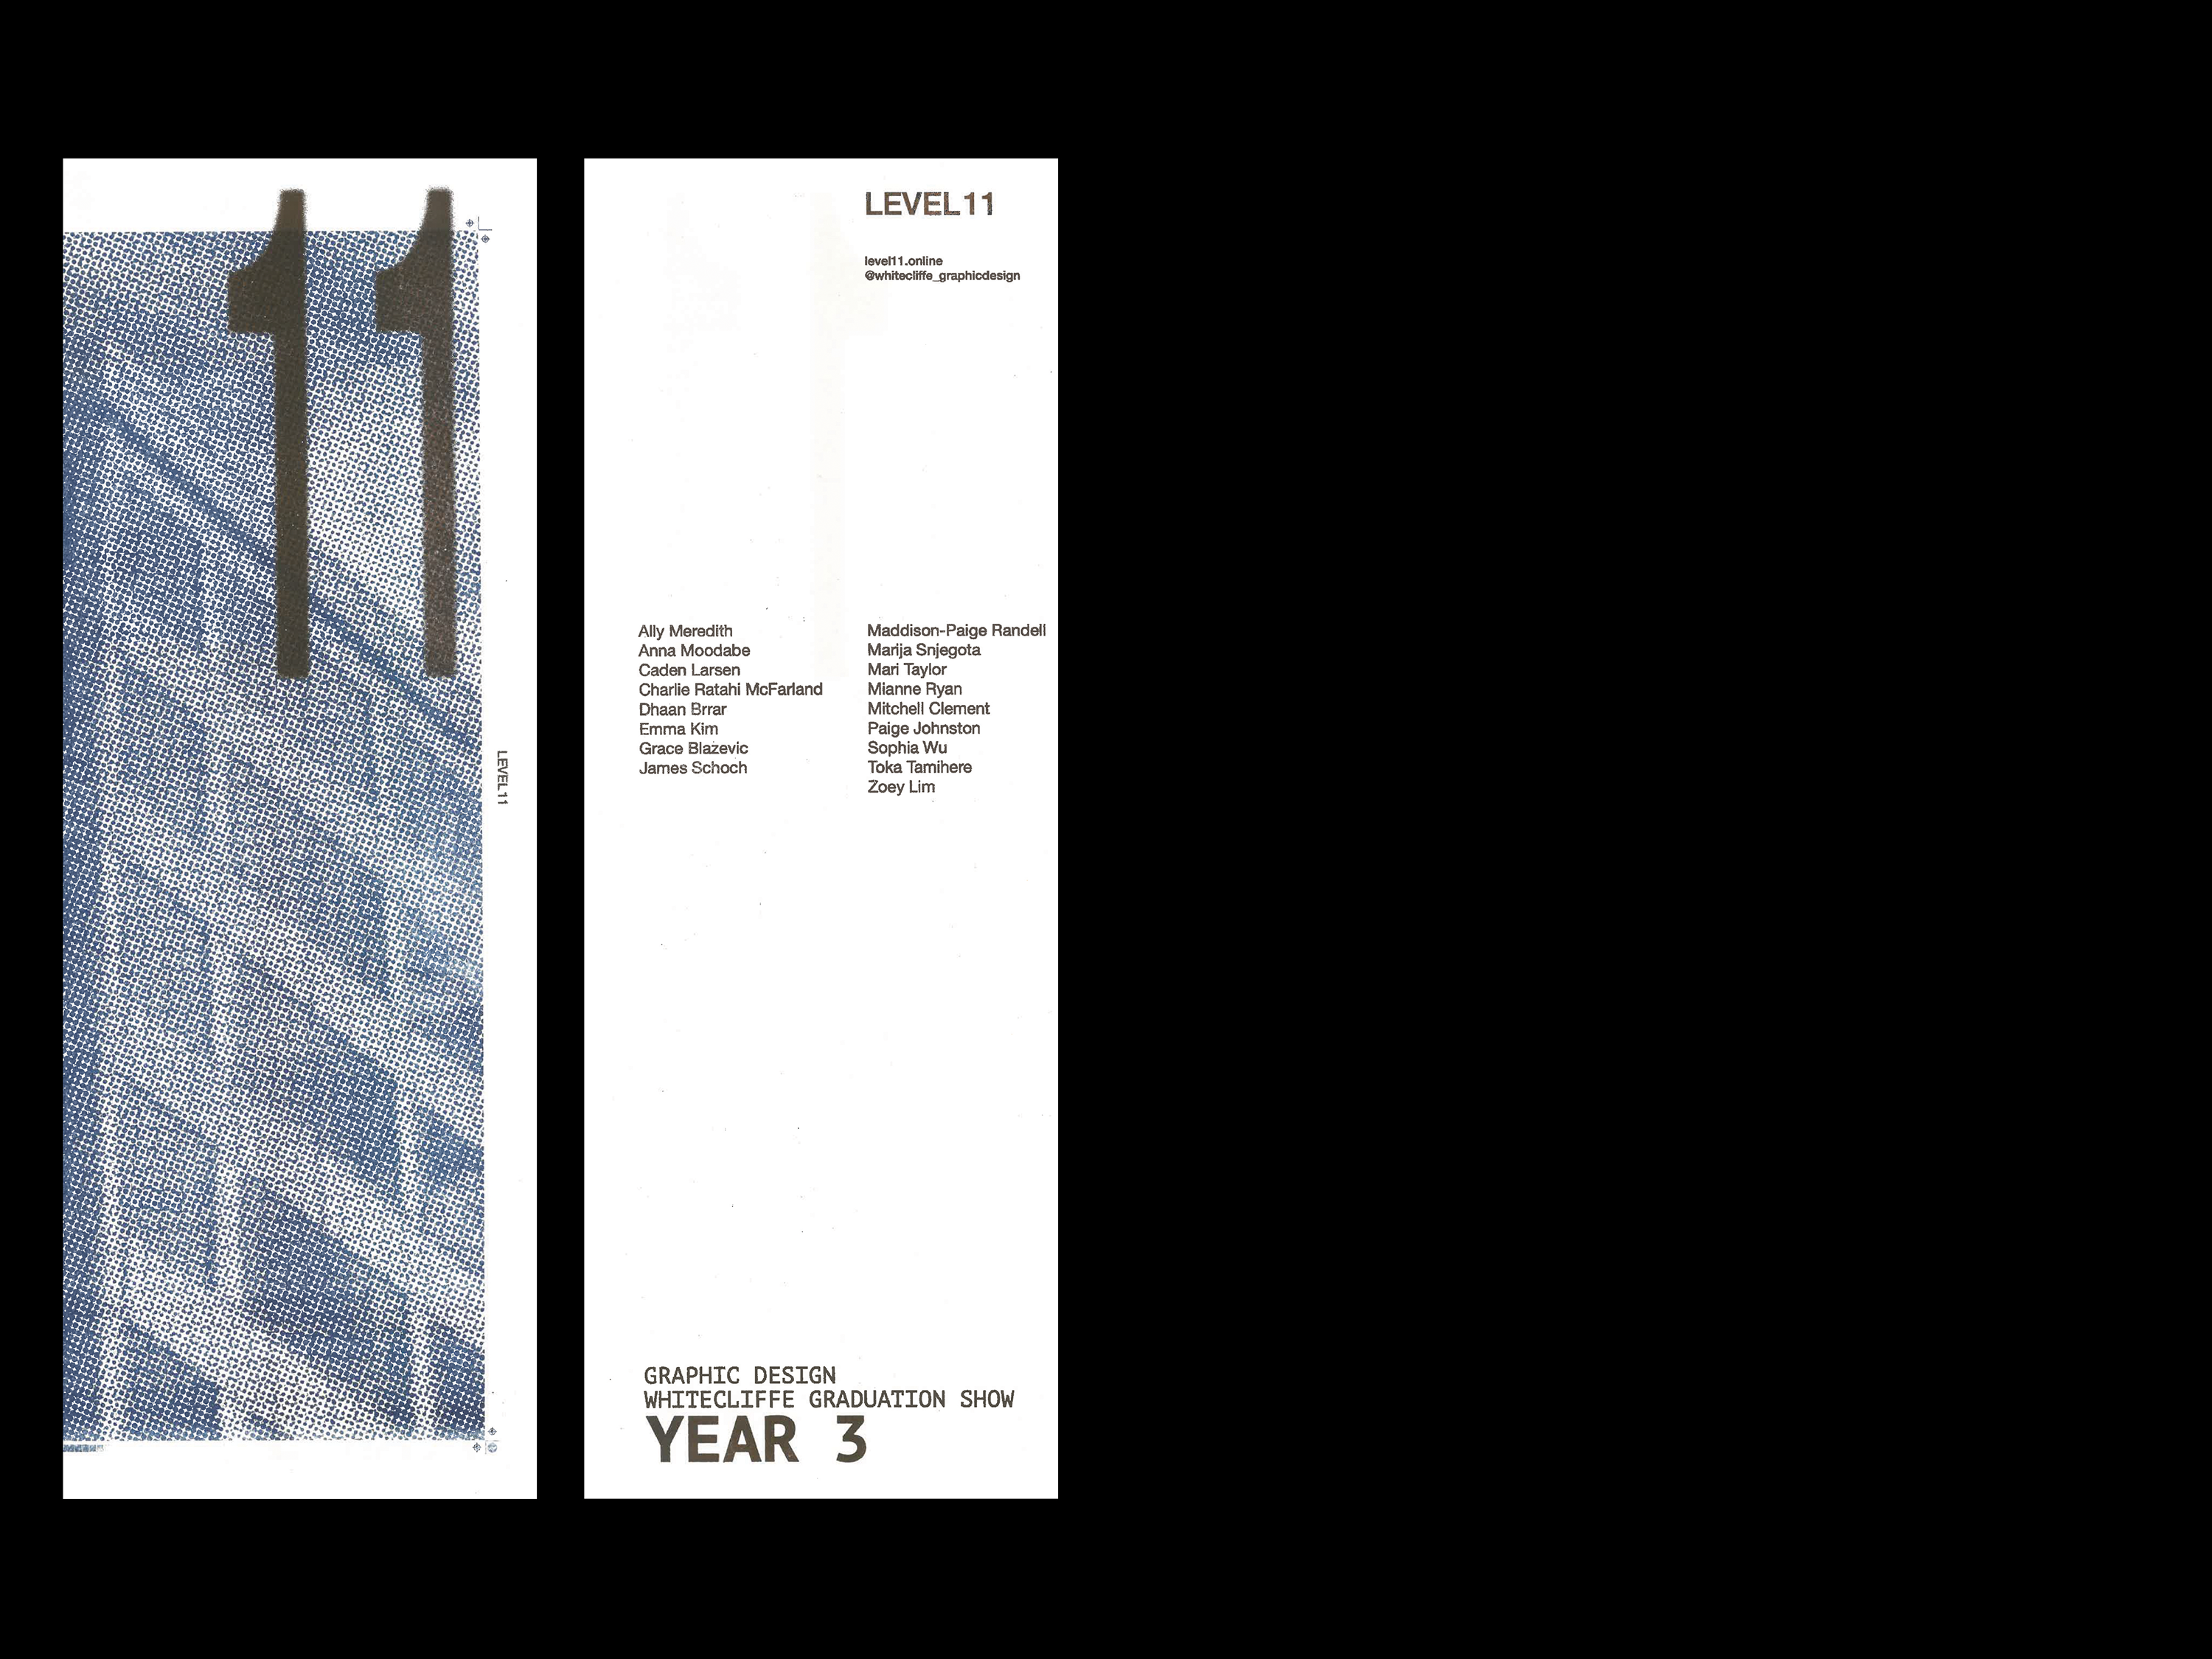 11
LEVEL11
LEVEL11
level11.online
@whitecliffe_graphicdesign
Ally Meredith
Anna Moodabe
Caden Larsen
Charlie Ratahi McFarland
Dhaan Brrar
Emma Kim
Grace Blazevic
James Schoch
Maddison-Paige Randell
Marija Snjegota
Mari Taylor
Mianne Ryan
Mitchell Clement
Paige Johnston
Sophia Wu
Toka Tamihere
Zoey Lim
GRAPHIC DESIGN
WHITECLIFFE GRADUATION SHOW
YEAR 3